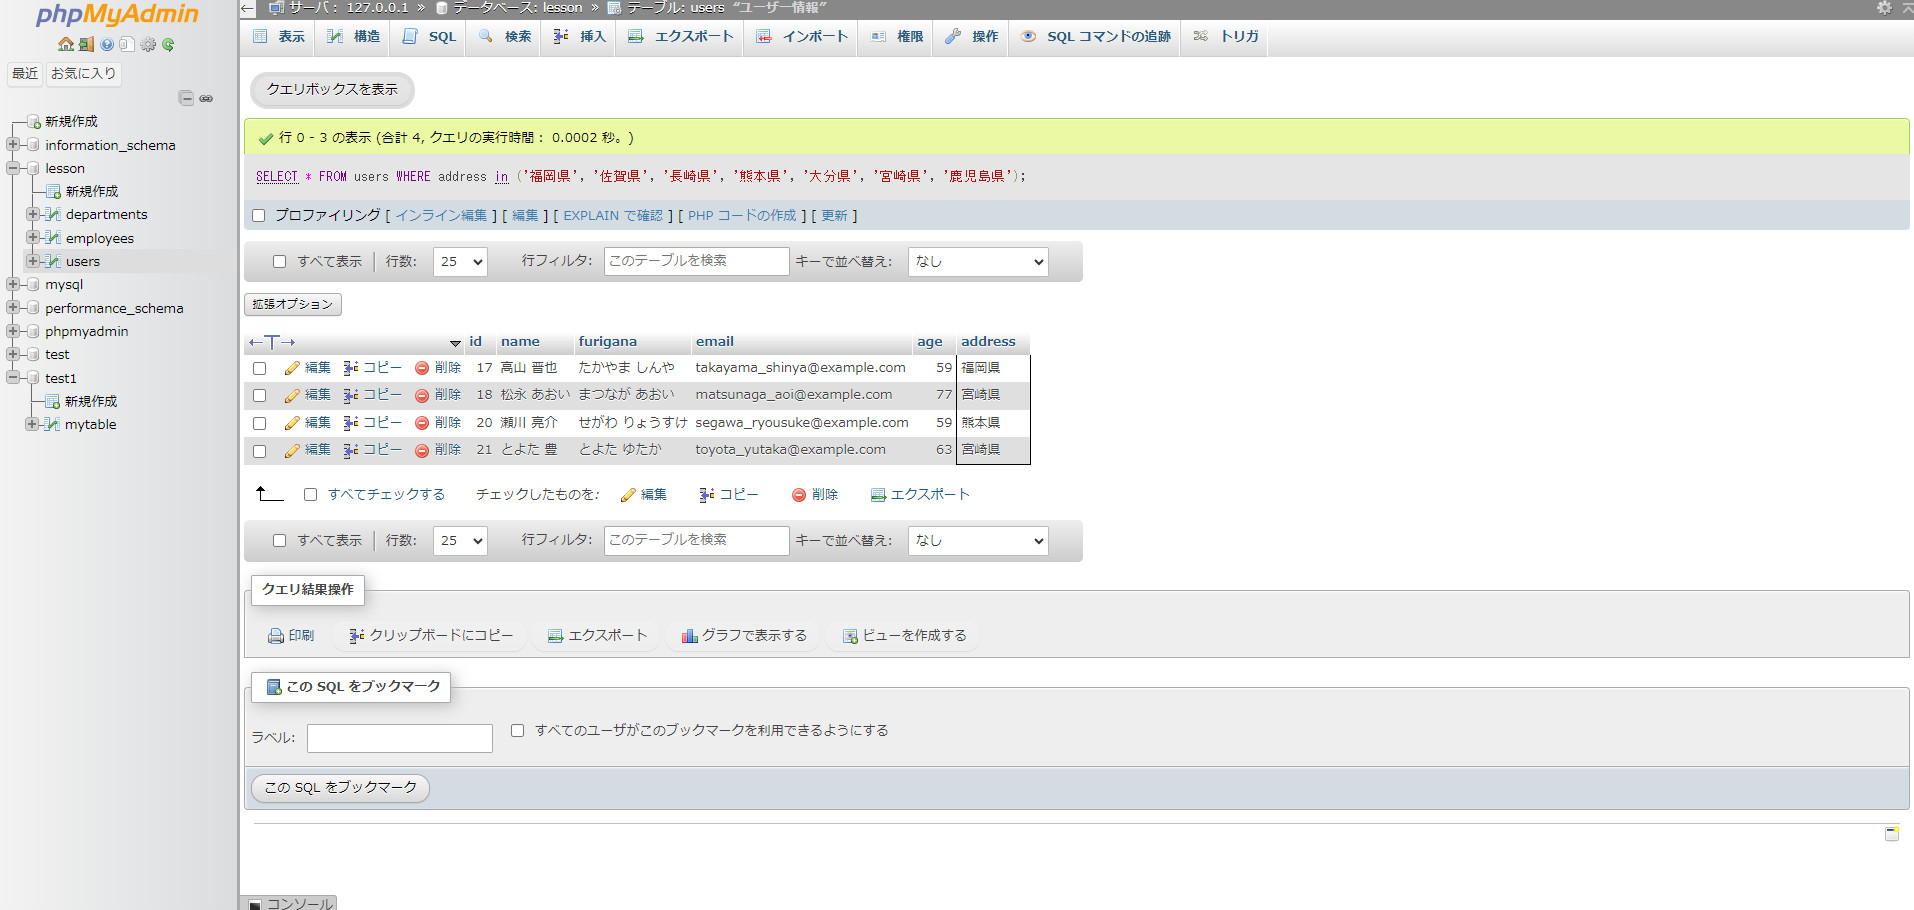 phpMyAdmin
最近 お気に入り
新規作成
information_schema
lesson
新規作成
departments
employees
users
mysql
performance_schema
phpmyadmin
test
test1
新規作成
mytable
サーバ: 127.0.0.1 » データベース: lesson » テーブル: users “ユーザー情報”
表示 構造 SQL 検索 挿入 エクスポート インポート 権限 操作 SQL コマンドの追跡 トリガ
クエリボックスを表示
行 0 - 3 の表示 (合計 4, クエリの実行時間: 0.0002 秒。)
SELECT * FROM users WHERE address in ('福岡県', '佐賀県', '長崎県', '熊本県', '大分県', '宮崎県', '鹿児島県');
プロファイリング [ インライン編集 ] [ 編集 ] [ EXPLAIN で確認 ] [ PHP コードの作成 ] [ 更新 ]
すべて表示 行数: 25 行フィルタ: このテーブルを検索 キーで並べ替え: なし
拡張オプション
←T→ id name furigana email age address
編集 コピー 削除 17 高山 晋也 たかやま しんや takayama_shinya@example.com 59 福岡県
編集 コピー 削除 18 松永 あおい まつなが あおい matsunaga_aoi@example.com 77 宮崎県
編集 コピー 削除 20 瀬川 亮介 せがわ りょうすけ segawa_ryousuke@example.com 59 熊本県
編集 コピー 削除 21 とよた 豊 とよた ゆたか toyota_yutaka@example.com 63 宮崎県
すべてチェックする チェックしたものを: 編集 コピー 削除 エクスポート
すべて表示 行数: 25 行フィルタ: このテーブルを検索 キーで並べ替え: なし
クエリ結果操作
印刷 クリップボードにコピー エクスポート グラフで表示する ビューを作成する
この SQL をブックマーク
ラベル: すべてのユーザがこのブックマークを利用できるようにする
この SQL をブックマーク
コンソール